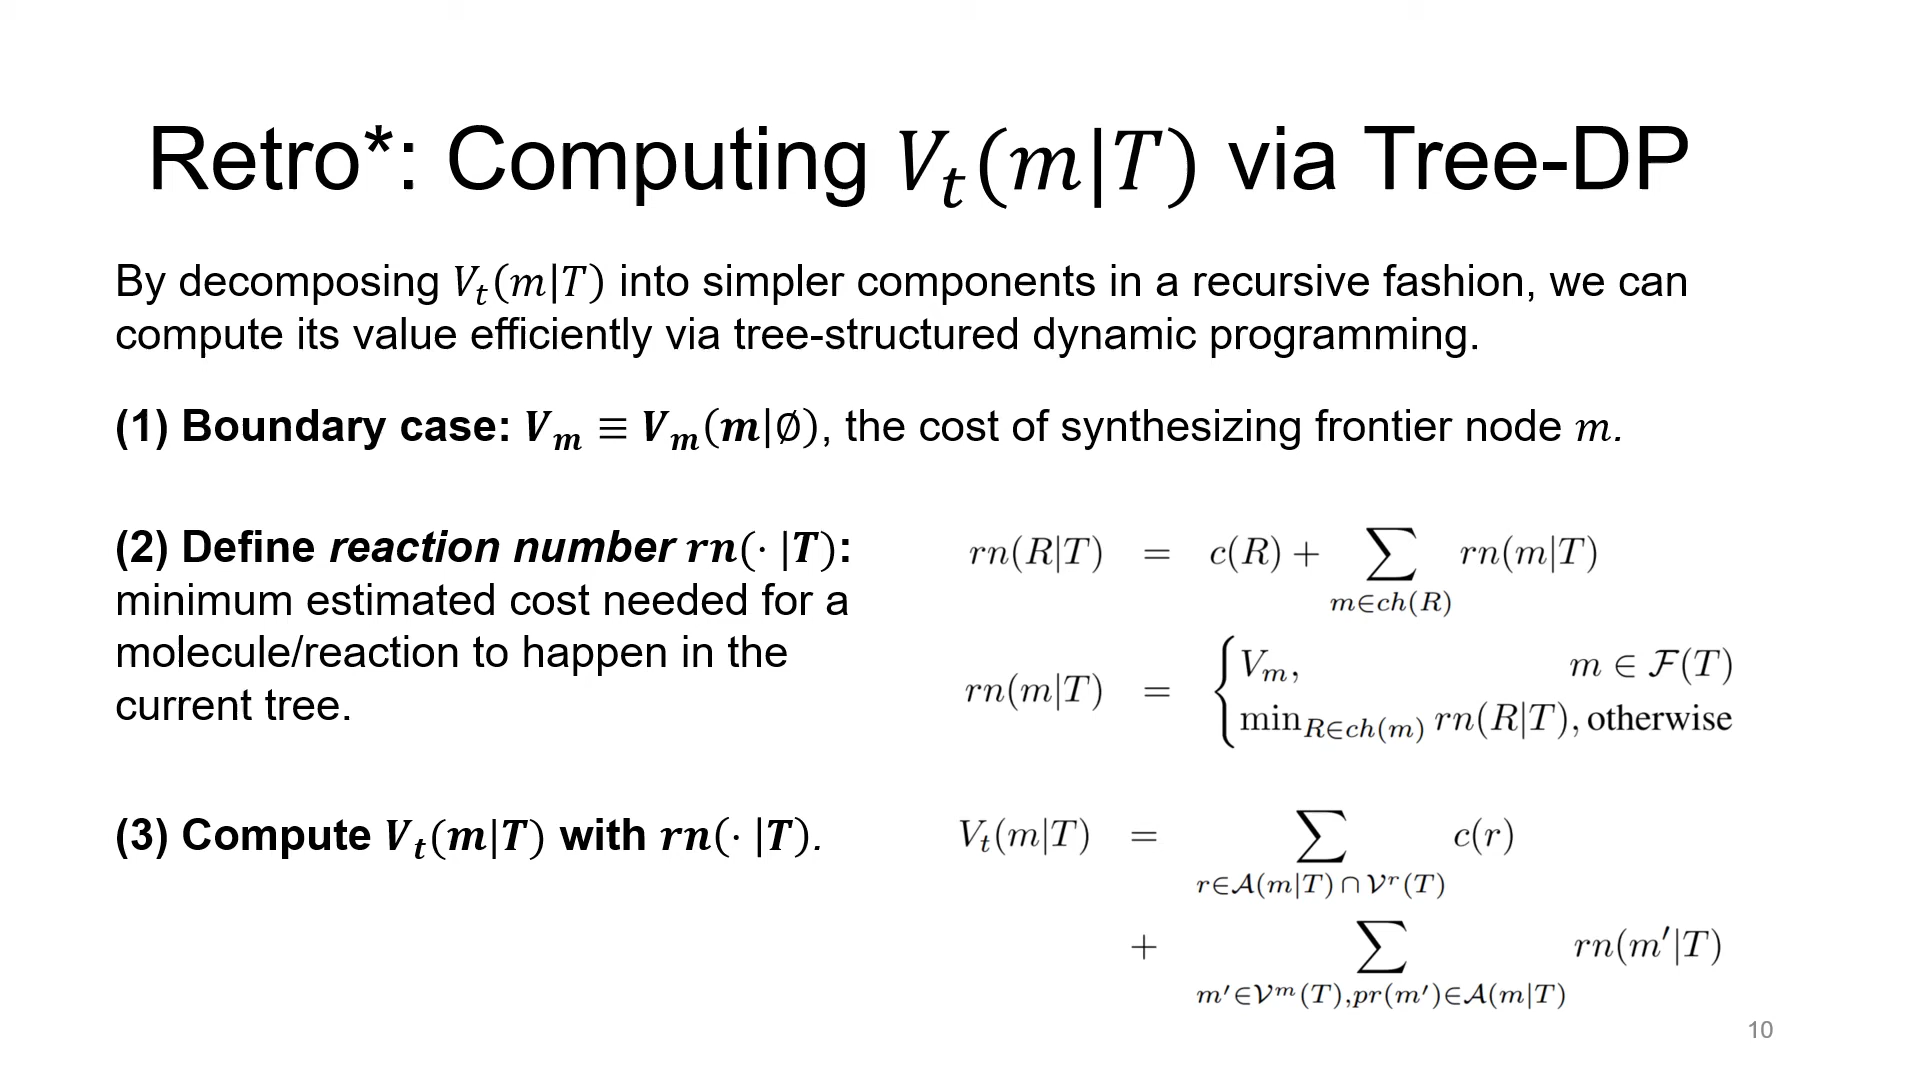 Retro*: Computing V_t(m|T) via Tree-DP
By decomposing V_t(m|T) into simpler components in a recursive fashion, we can
compute its value efficiently via tree-structured dynamic programming.
(1) Boundary case: V_m ≡ V_m(m|∅), the cost of synthesizing frontier node m.
(2) Define reaction number rn(· |T):
minimum estimated cost needed for a
molecule/reaction to happen in the
current tree.
rn(R|T) = c(R) + ∑_{m∈ch(R)} rn(m|T)
rn(m|T) = { V_m, m ∈ F(T)
min_{R∈ch(m)} rn(R|T), otherwise
(3) Compute V_t(m|T) with rn(· |T).
V_t(m|T) = ∑_{r∈A(m|T)∩V^r(T)} c(r)
+ ∑_{m′∈V^m(T),pr(m′)∈A(m|T)} rn(m′|T)
10